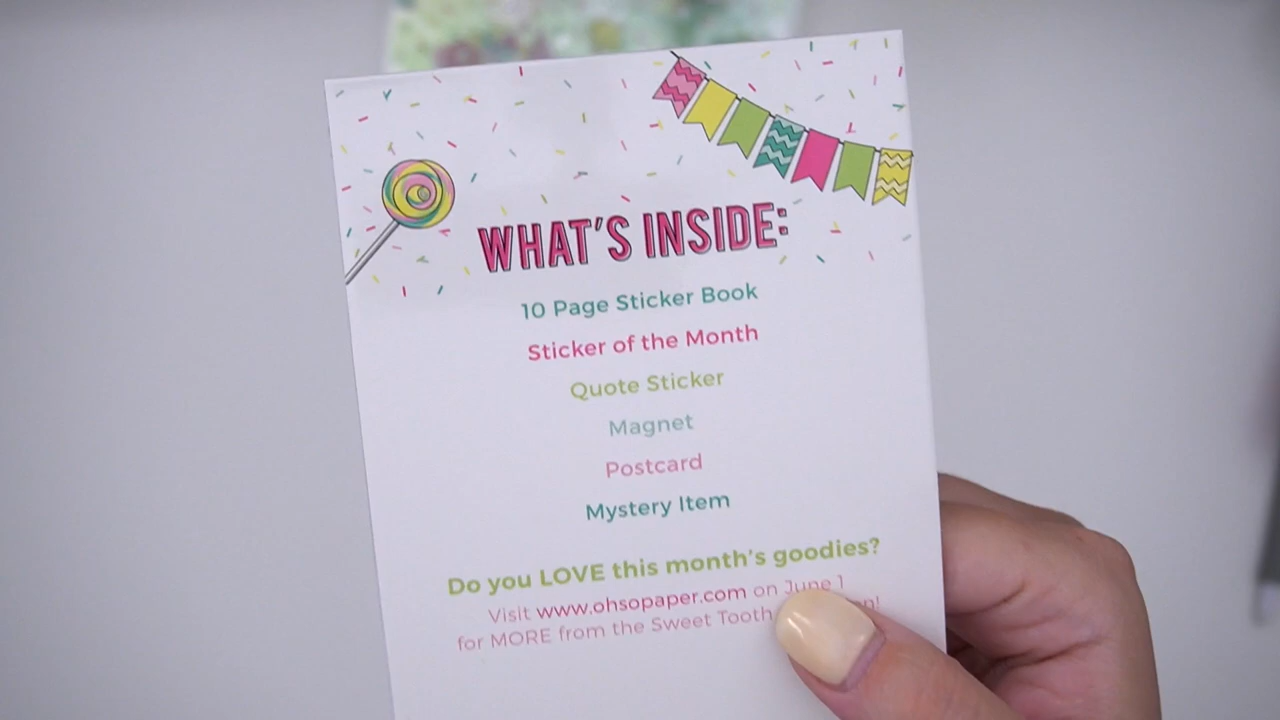 WHAT'S INSIDE:
10 Page Sticker Book
Sticker of the Month
Quote Sticker
Magnet
Postcard
Mystery Item
Do you LOVE this month's goodies?
Visit www.ohsopaper.com on June 1
for MORE from the Sweet Tooth